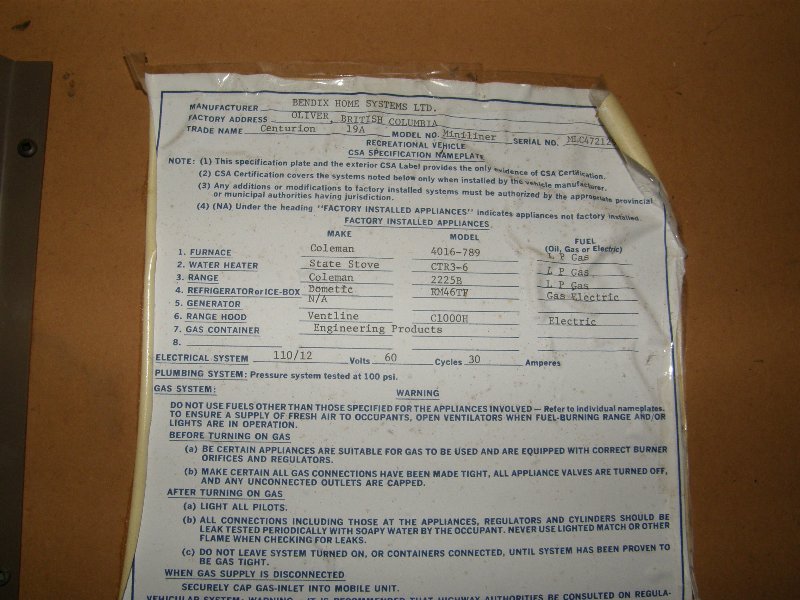 MANUFACTURER BENDIX HOME SYSTEMS LTD.
FACTORY ADDRESS OLIVER, BRITISH COLUMBIA
TRADE NAME Centurion 19A MODEL NO. Miniliner SERIAL NO. MLC47212
RECREATIONAL VEHICLE
CSA SPECIFICATION NAMEPLATE
NOTE: (1) This specification plate and the exterior CSA Label provides the only evidence of CSA Certification.
(2) CSA Certification covers the systems noted below only when installed by the vehicle manufacturer.
(3) Any additions or modifications to factory installed systems must be authorized by the appropriate provincial
or municipal authorities having jurisdiction.
(4) (NA) Under the heading "FACTORY INSTALLED APPLIANCES" indicates appliances not factory installed.
FACTORY INSTALLED APPLIANCES
MAKE MODEL FUEL
(Oil, Gas or Electric)
1. FURNACE Coleman 4016-789 L P Gas
2. WATER HEATER State Stove CTR3-6 L P Gas
3. RANGE Coleman 2225B L P Gas
4. REFRIGERATOR or ICE-BOX Dometic RM46TF Gas Electric
5. GENERATOR N/A
6. RANGE HOOD Ventline C1000H Electric
7. GAS CONTAINER Engineering Products
8.
ELECTRICAL SYSTEM 110/12 Volts 60 Cycles 30 Amperes
PLUMBING SYSTEM: Pressure system tested at 100 psi.
GAS SYSTEM: WARNING
DO NOT USE FUELS OTHER THAN THOSE SPECIFIED FOR THE APPLIANCES INVOLVED — Refer to individual nameplates.
TO ENSURE A SUPPLY OF FRESH AIR TO OCCUPANTS, OPEN VENTILATORS WHEN FUEL-BURNING RANGE AND/OR
LIGHTS ARE IN OPERATION.
BEFORE TURNING ON GAS
(a) BE CERTAIN APPLIANCES ARE SUITABLE FOR GAS TO BE USED AND ARE EQUIPPED WITH CORRECT BURNER
ORIFICES AND REGULATORS.
(b) MAKE CERTAIN ALL GAS CONNECTIONS HAVE BEEN MADE TIGHT, ALL APPLIANCE VALVES ARE TURNED OFF,
AND ANY UNCONNECTED OUTLETS ARE CAPPED.
AFTER TURNING ON GAS
(a) LIGHT ALL PILOTS.
(b) ALL CONNECTIONS INCLUDING THOSE AT THE APPLIANCES, REGULATORS AND CYLINDERS SHOULD BE
LEAK TESTED PERIODICALLY WITH SOAPY WATER BY THE OCCUPANT. NEVER USE LIGHTED MATCH OR OTHER
FLAME WHEN CHECKING FOR LEAKS.
(c) DO NOT LEAVE SYSTEM TURNED ON, OR CONTAINERS CONNECTED, UNTIL SYSTEM HAS BEEN PROVEN TO
BE GAS TIGHT.
WHEN GAS SUPPLY IS DISCONNECTED
SECURELY CAP GAS-INLET INTO MOBILE UNIT.
VEHICULAR SYSTEM: WARNING — IT IS RECOMMENDED THAT HIGHWAY AUTHORITIES BE CONSULTED ON REGULA-